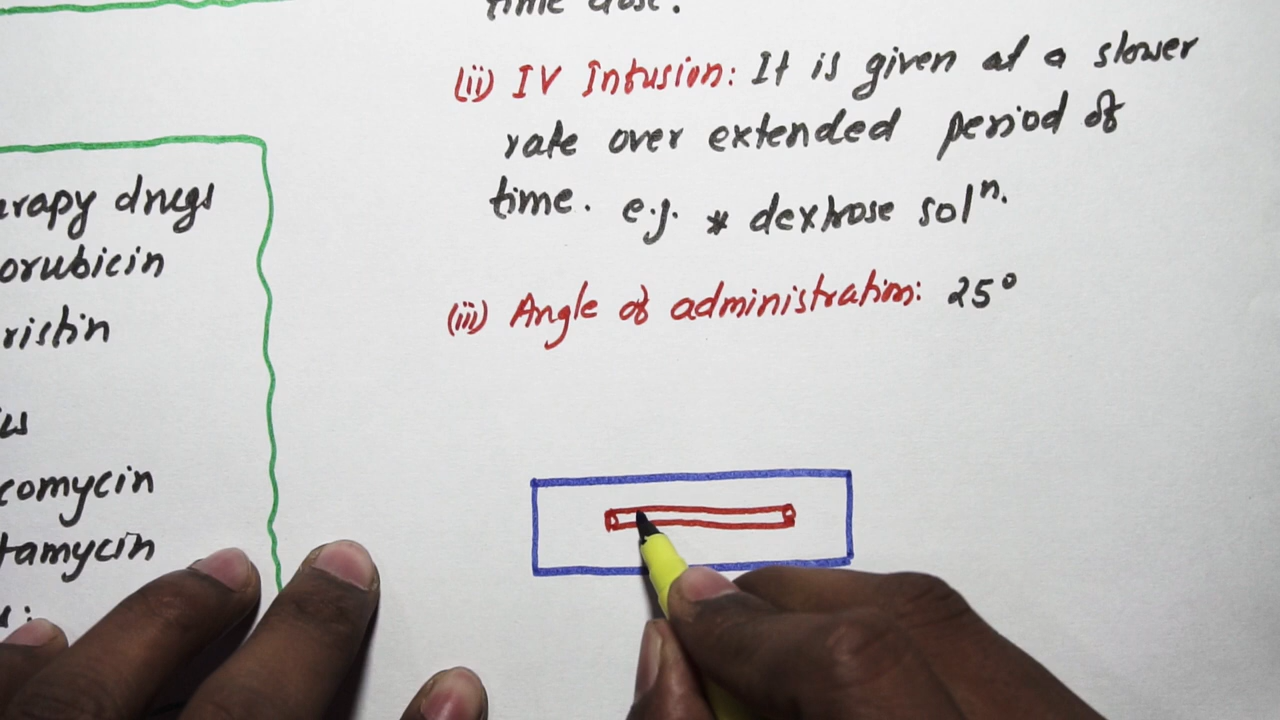 time dose.
(ii) IV Infusion: It is given at a slower
rate over extended period of
time. e.g. * dextrose solⁿ.
(iii) Angle of administration: 25°
erapy drugs
orubicin
ristin
comycin
tamycin